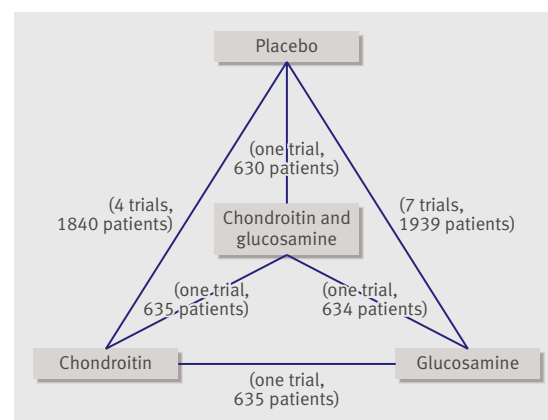 Placebo
(one trial,
630 patients)
(4 trials,
1840 patients)
(7 trials,
1939 patients)
Chondroitin and
glucosamine
(one trial,
635 patients)
(one trial,
634 patients)
Chondroitin
Glucosamine
(one trial,
635 patients)